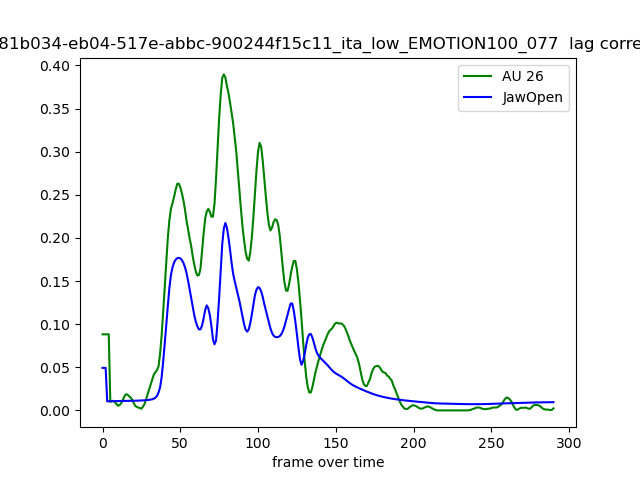 81b034-eb04-517e-abbc-900244f15c11_ita_low_EMOTION100_077  lag corre
0.40
0.35
0.30
0.25
0.20
0.15
0.10
0.05
0.00
AU 26
JawOpen
0 50 100 150 200 250 300
frame over time